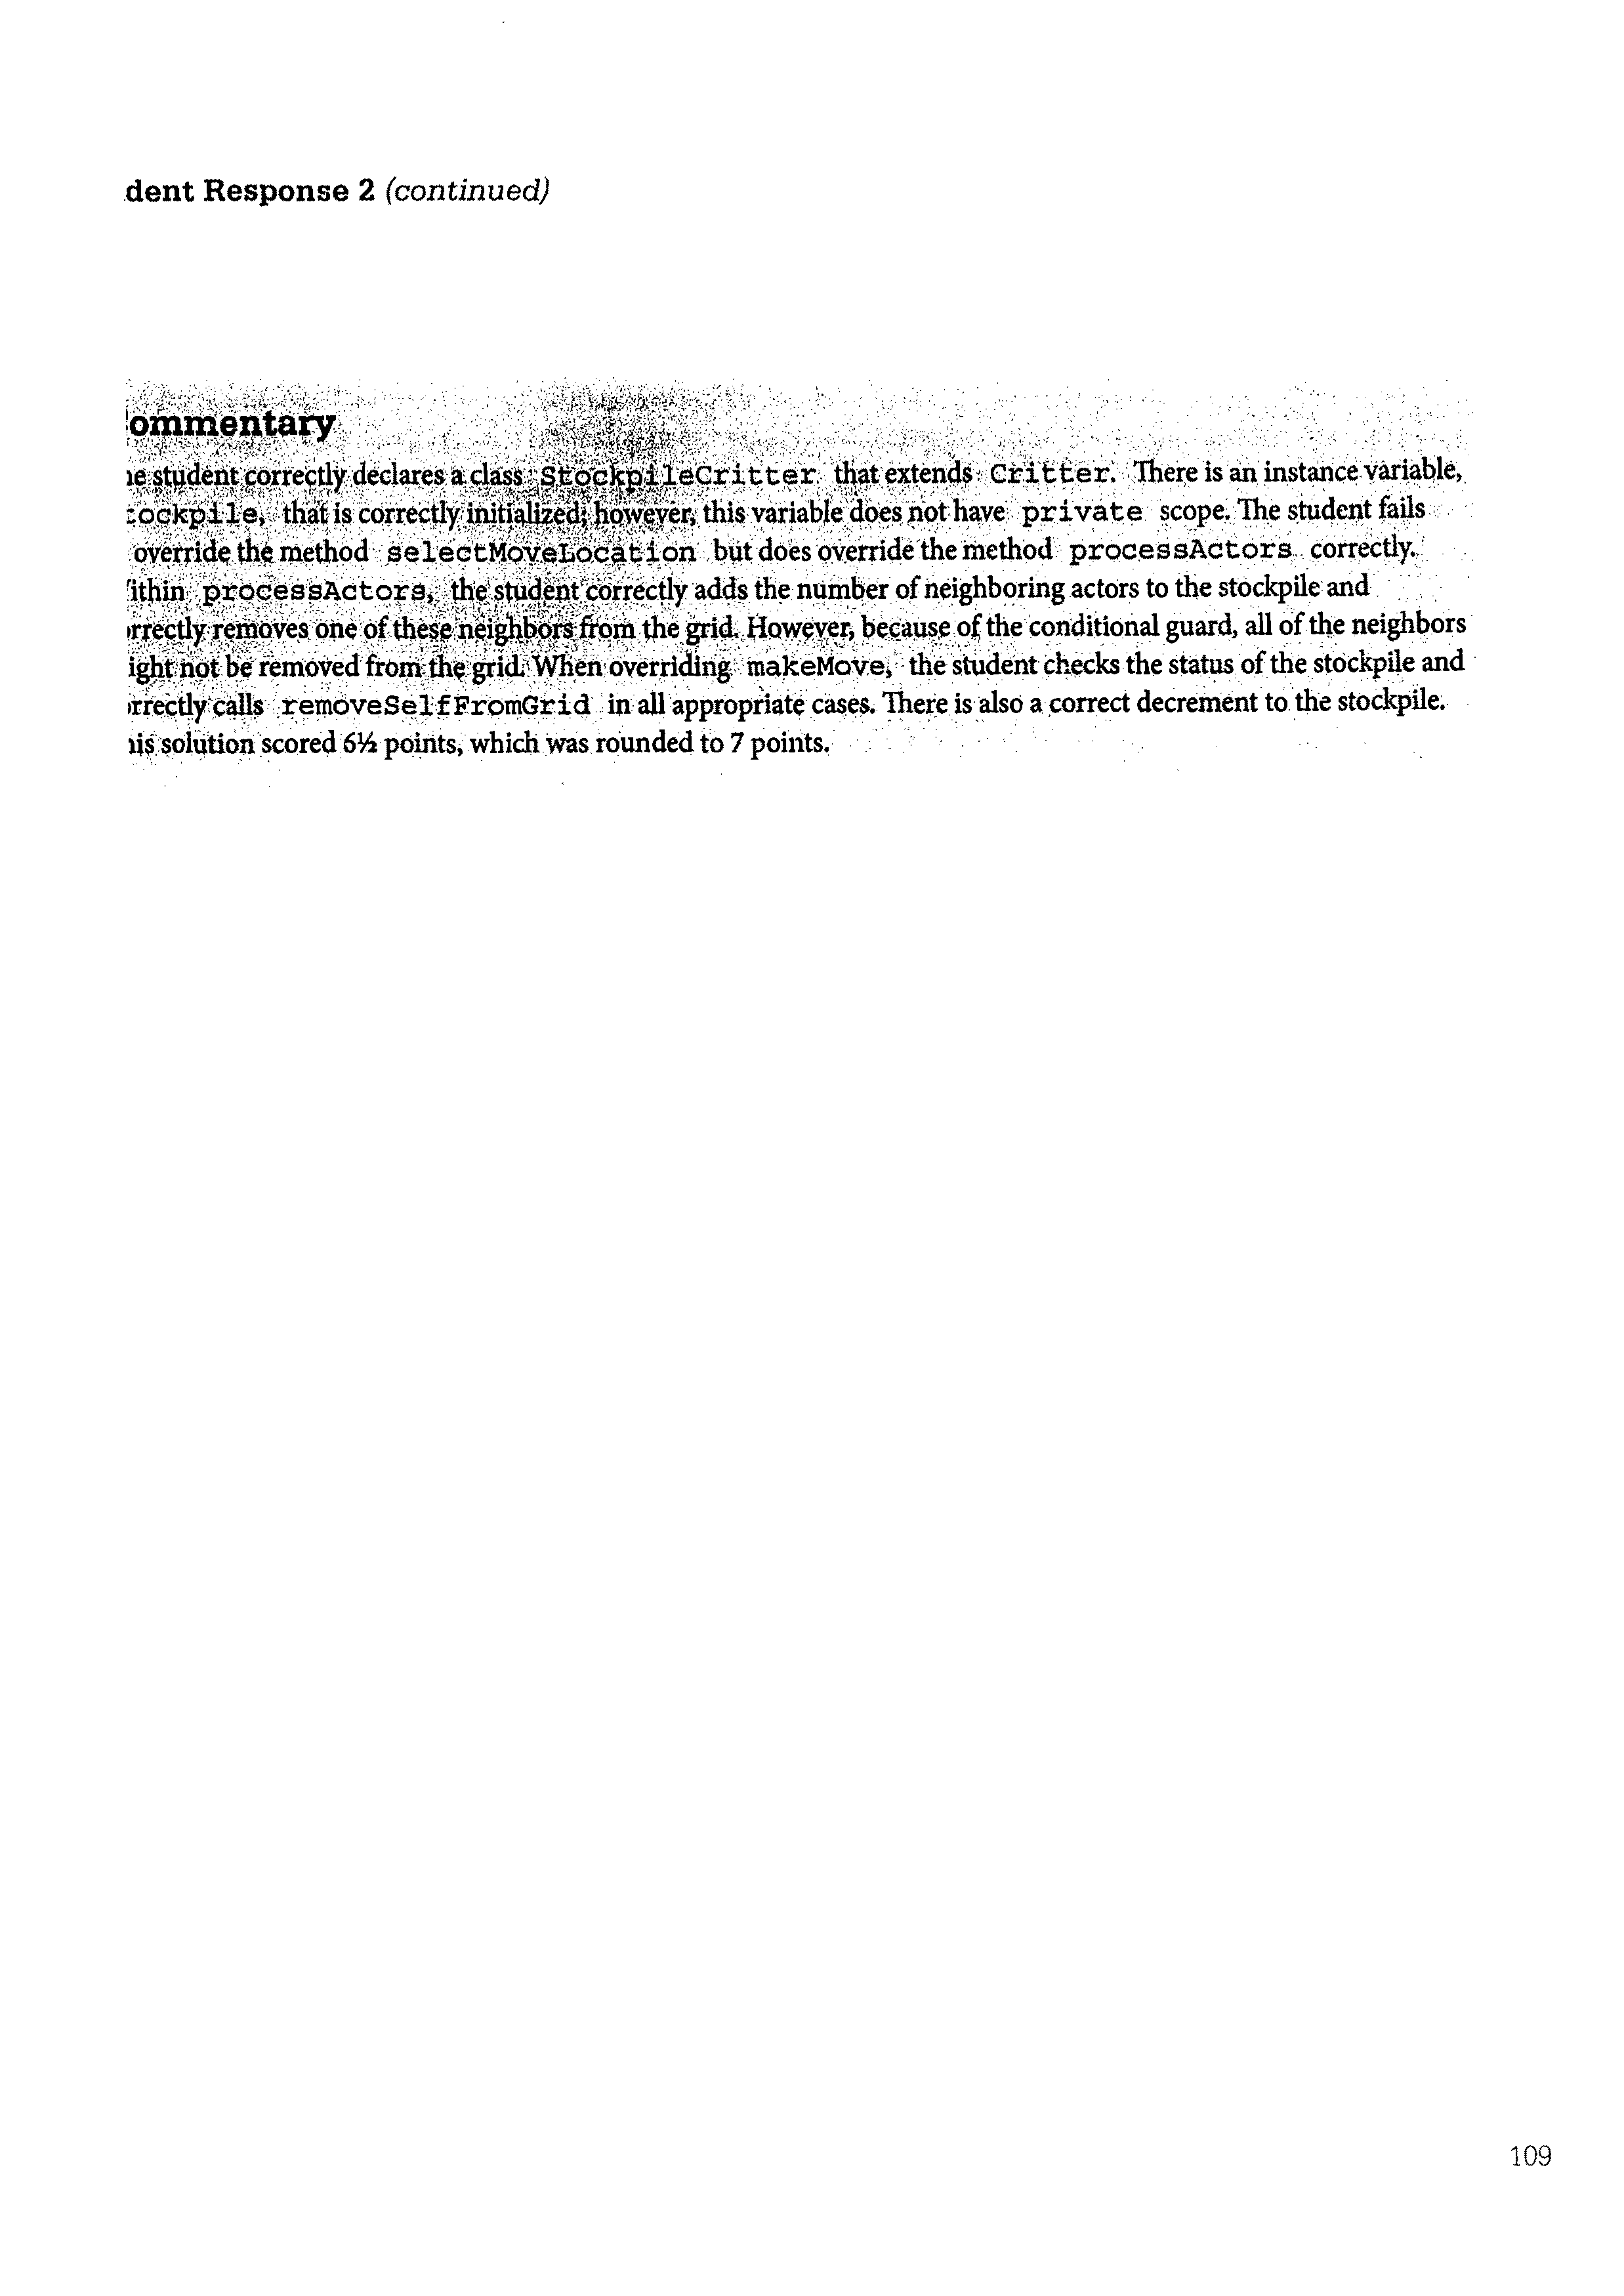 dent Response 2 (continued)
ommentary
student correctly declares a class StockpileCritter that extends Critter. There is an instance variable,
tockpile, that is correctly initialized; however, this variable does not have private scope. The student fails
override the method selectMoveLocation but does override the method processActors correctly.
ithin processActors, the student correctly adds the number of neighboring actors to the stockpile and
rrectly removes one of these neighbors from the grid. However, because of the conditional guard, all of the neighbors
ight not be removed from the grid. When overriding makeMove, the student checks the status of the stockpile and
rrectly calls removeSelfFromGrid in all appropriate cases. There is also a correct decrement to the stockpile.
is solution scored 6½ points, which was rounded to 7 points.
109